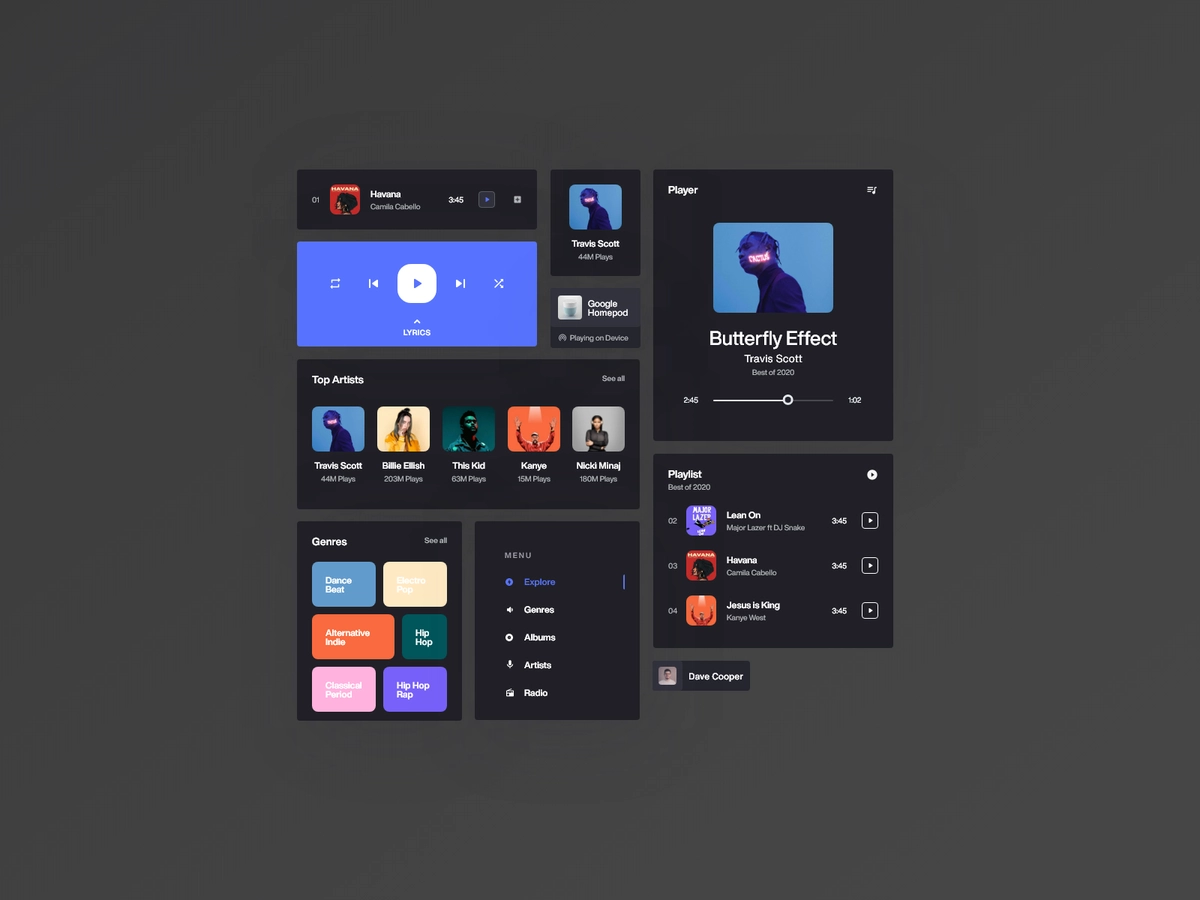 01
HAVANA
Havana
Camila Cabello
3:45
LYRICS
Travis Scott
44M Plays
Google
Homepod
Playing on Device
Player
Butterfly Effect
Travis Scott
Best of 2020
2:45
1:02
Top Artists
See all
Travis Scott
44M Plays
Billie Ellish
203M Plays
This Kid
63M Plays
Kanye
15M Plays
Nicki Minaj
180M Plays
Genres
See all
Dance
Beat
Electro
Pop
Alternative
Indie
Hip
Hop
Classical
Period
Hip Hop
Rap
MENU
Explore
Genres
Albums
Artists
Radio
Playlist
Best of 2020
02
MAJOR
LAZER
Lean On
Major Lazer ft DJ Snake
3:45
03
HAVANA
Havana
Camila Cabello
3:45
04
Jesus is King
Kanye West
3:45
Dave Cooper